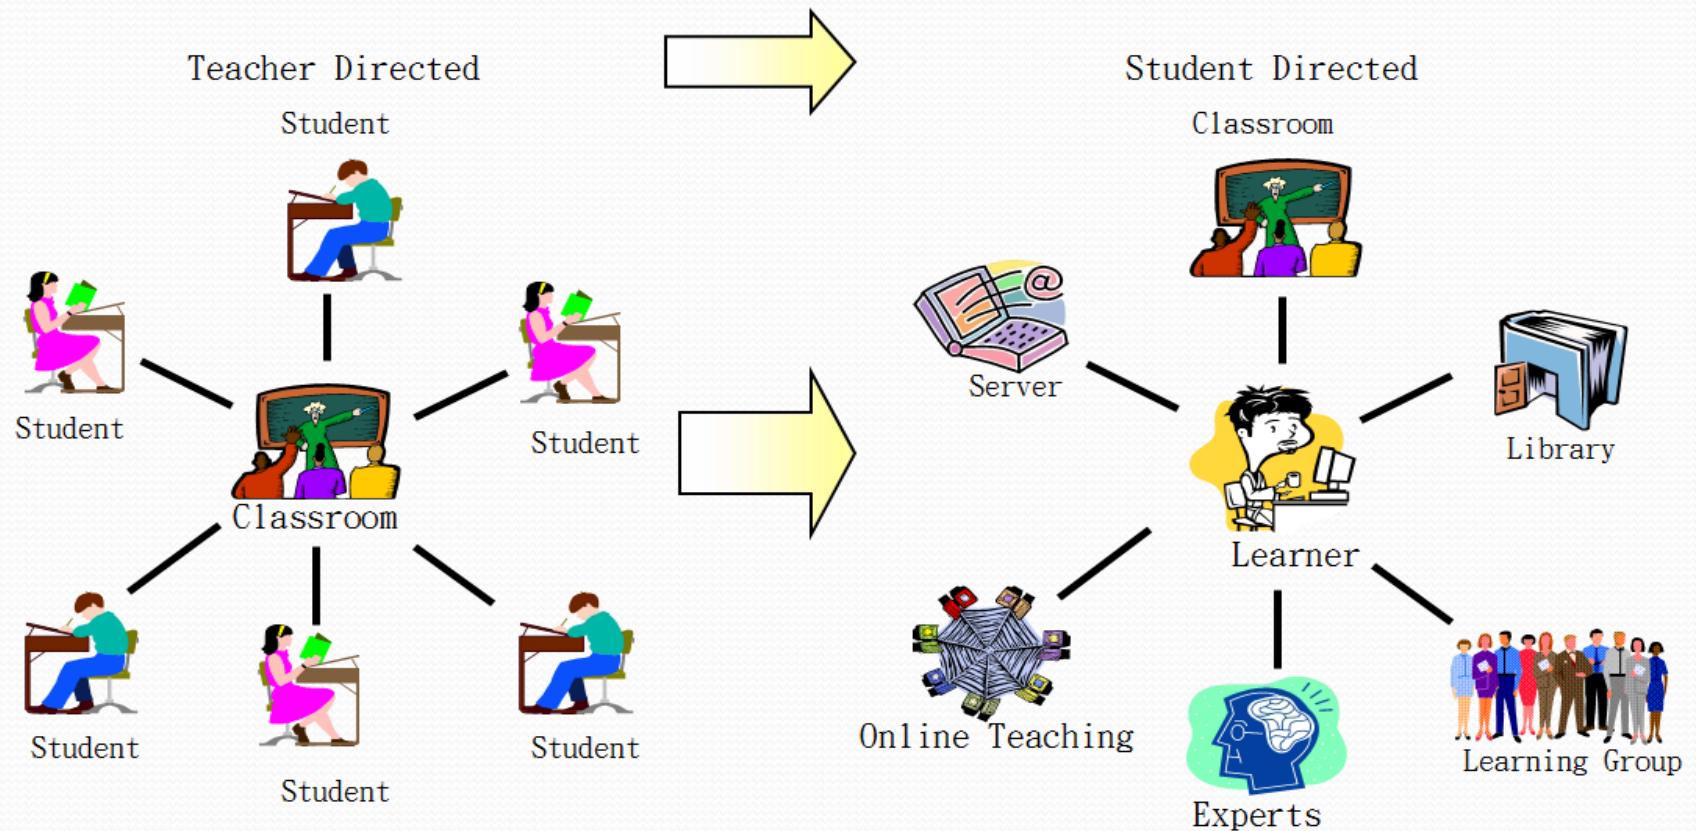 Teacher Directed
Student
Student
Student
Classroom
Student
Student
Student
Student Directed
Classroom
@
Server
Library
Learner
Online Teaching
Learning Group
Experts